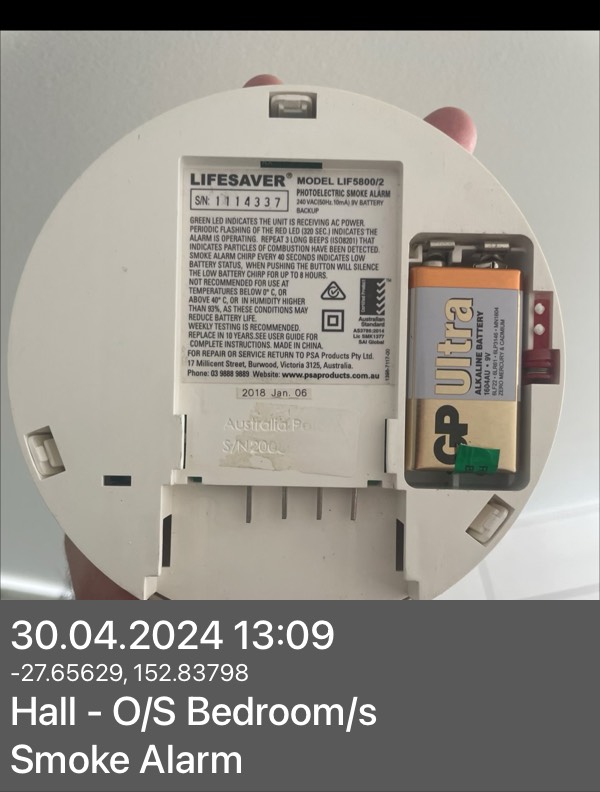 LIFESAVER® MODEL LIF5800/2
PHOTOELECTRIC SMOKE ALARM
S/N: 1114337
240 VAC(50Hz.10mA) 9V BATTERY
BACKUP
GREEN LED INDICATES THE UNIT IS RECEIVING AC POWER.
PERIODIC FLASHING OF THE RED LED (320 SEC.) INDICATES THE
ALARM IS OPERATING. REPEAT 3 LONG BEEPS (ISO8201) THAT
INDICATES PARTICLES OF COMBUSTION HAVE BEEN DETECTED.
SMOKE ALARM CHIRP EVERY 40 SECONDS INDICATES LOW
BATTERY STATUS, WHEN PUSHING THE BUTTON WILL SILENCE
THE LOW BATTERY CHIRP FOR UP TO 8 HOURS.
NOT RECOMMENDED FOR USE AT
TEMPERATURES BELOW 0° C, OR
ABOVE 40° C, OR IN HUMIDITY HIGHER
THAN 93%, AS THESE CONDITIONS MAY
REDUCE BATTERY LIFE.
WEEKLY TESTING IS RECOMMENDED.
REPLACE IN 10 YEARS.SEE USER GUIDE FOR
COMPLETE INSTRUCTIONS. MADE IN CHINA.
Australian
Standard
AS3786:2014
Lic SMK1377
SAI Global
FOR REPAIR OR SERVICE RETURN TO PSA Products Pty Ltd.
17 Millicent Street, Burwood, Victoria 3125, Australia.
Phone: 03 9888 9889 Website: www.psaproducts.com.au
2018 Jan. 06
Australia Pa
S/N 200
GP Ultra
ALKALINE BATTERY
1604AU • 9V
ZERO MERCURY & CADMIUM
30.04.2024 13:09
-27.65629, 152.83798
Hall - O/S Bedroom/s
Smoke Alarm